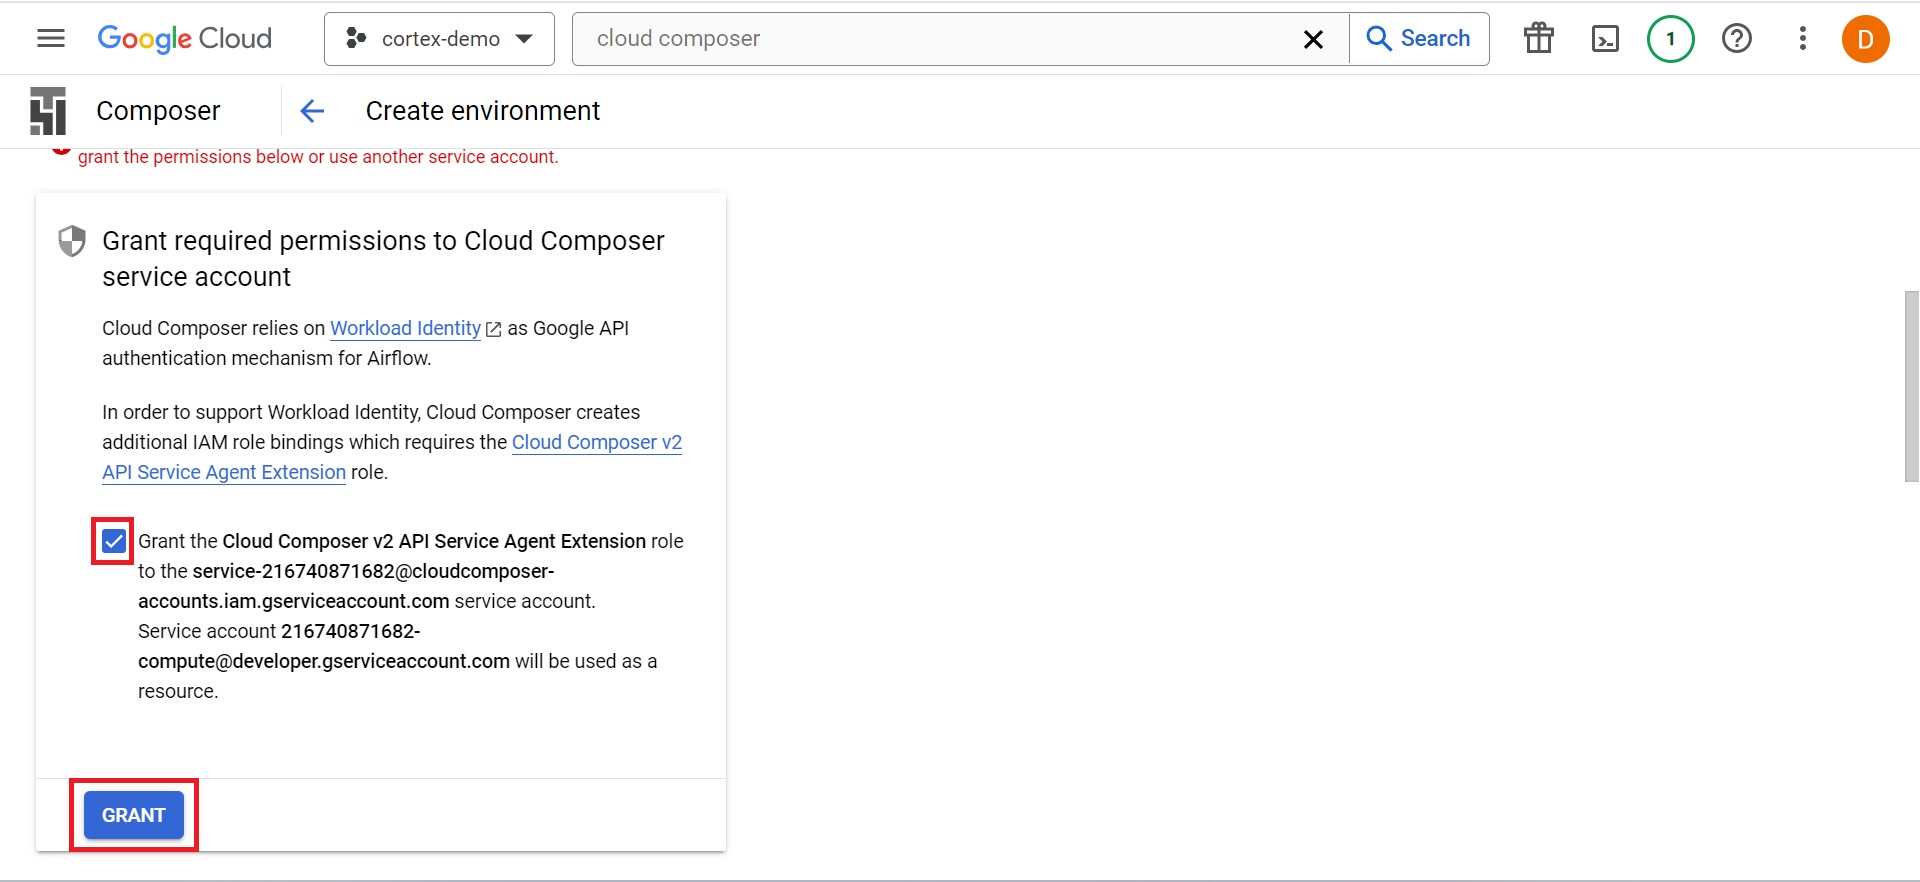 Google Cloud
cortex-demo
cloud composer
Search
1
D
Composer
Create environment
grant the permissions below or use another service account.
Grant required permissions to Cloud Composer
service account
Cloud Composer relies on Workload Identity as Google API
authentication mechanism for Airflow.
In order to support Workload Identity, Cloud Composer creates
additional IAM role bindings which requires the Cloud Composer v2
API Service Agent Extension role.
Grant the Cloud Composer v2 API Service Agent Extension role
to the service-216740871682@cloudcomposer-
accounts.iam.gserviceaccount.com service account.
Service account 216740871682-
compute@developer.gserviceaccount.com will be used as a
resource.
GRANT